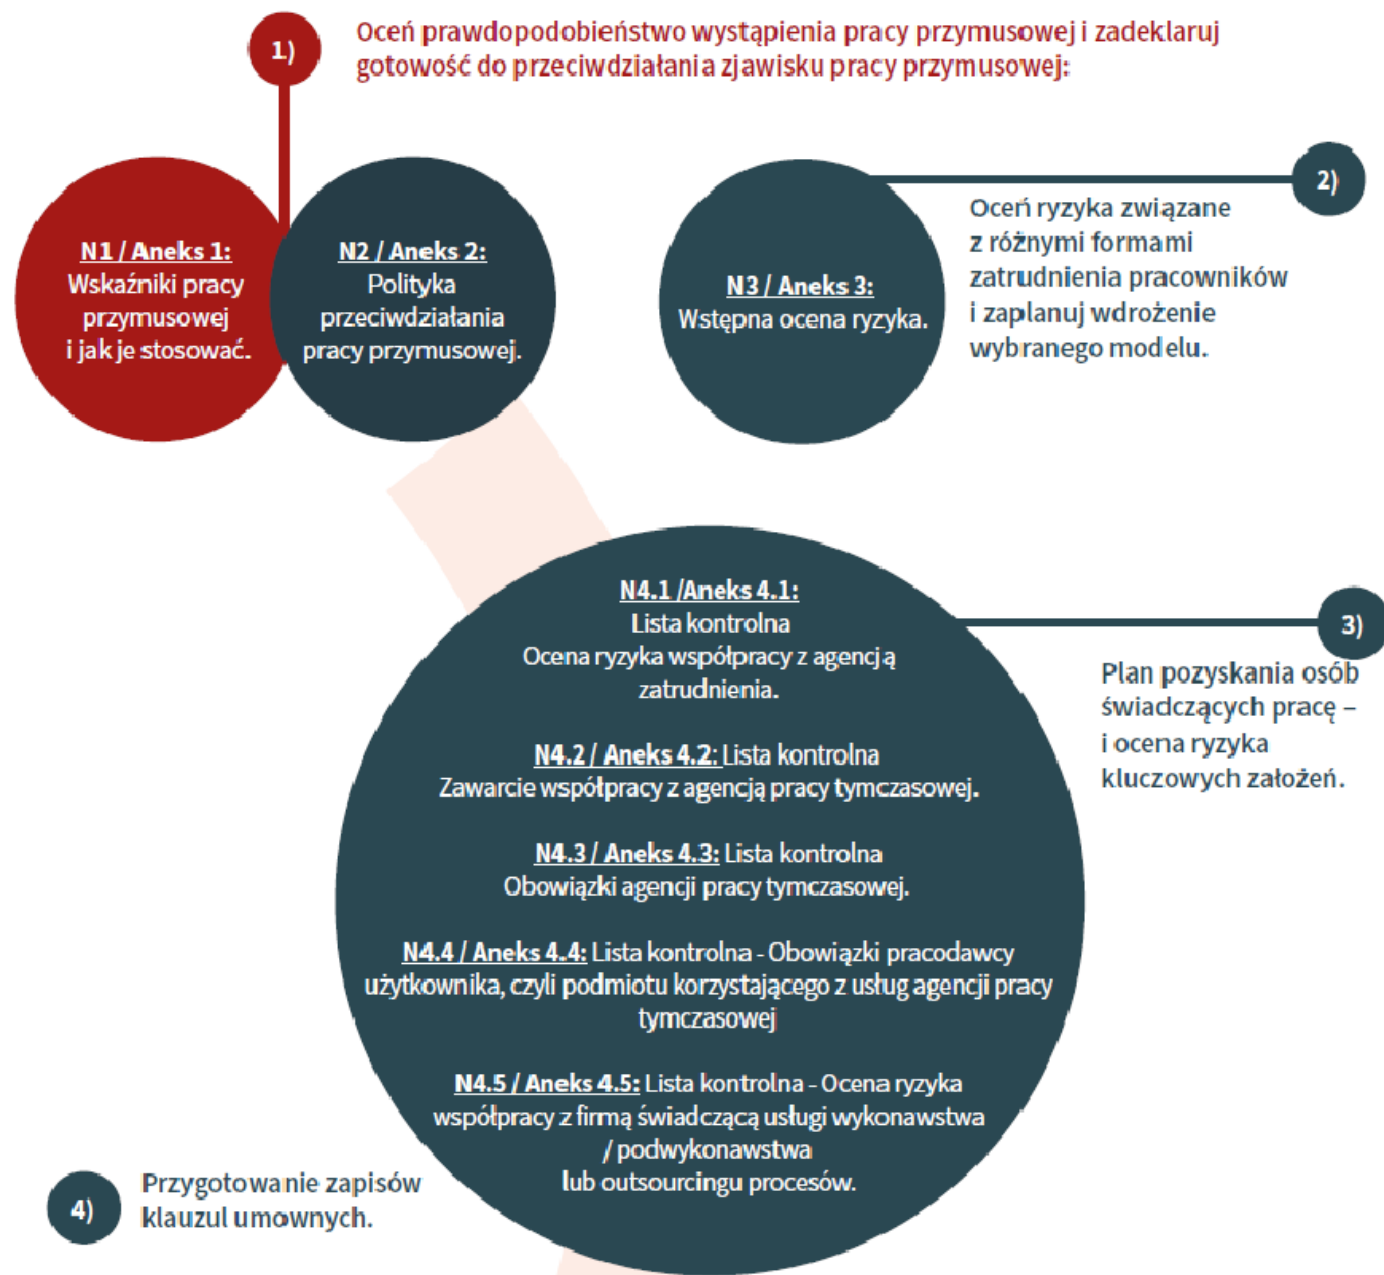 1)
Oceń prawdopodobieństwo wystąpienia pracy przymusowej i zadeklaruj
gotowość do przeciwdziałania zjawisku pracy przymusowej:
N1 / Aneks 1:
Wskaźniki pracy
przymusowej
i jak je stosować.
N2 / Aneks 2:
Polityka
przeciwdziałania
pracy przymusowej.
N3 / Aneks 3:
Wstępna ocena ryzyka.
2)
Oceń ryzyka związane
z różnymi formami
zatrudnienia pracowników
i zaplanuj wdrożenie
wybranego modelu.
N4.1 /Aneks 4.1:
Lista kontrolna
Ocena ryzyka współpracy z agencją
zatrudnienia.
N4.2 / Aneks 4.2: Lista kontrolna
Zawarcie współpracy z agencją pracy tymczasowej.
N4.3 / Aneks 4.3: Lista kontrolna
Obowiązki agencji pracy tymczasowej.
N4.4 / Aneks 4.4: Lista kontrolna - Obowiązki pracodawcy
użytkownika, czyli podmiotu korzystającego z usług agencji pracy
tymczasowej
N4.5 / Aneks 4.5: Lista kontrolna - Ocena ryzyka
współpracy z firmą świadczącą usługi wykonawstwa
/ podwykonawstwa
lub outsourcingu procesów.
3)
Plan pozyskania osób
świadczących pracę –
i ocena ryzyka
kluczowych założeń.
4)
Przygotowanie zapisów
klauzul umownych.